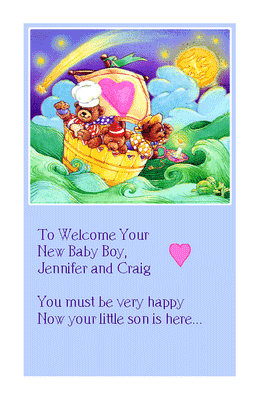 To Welcome Your
New Baby Boy,
Jennifer and Craig
You must be very happy
Now your little son is here...